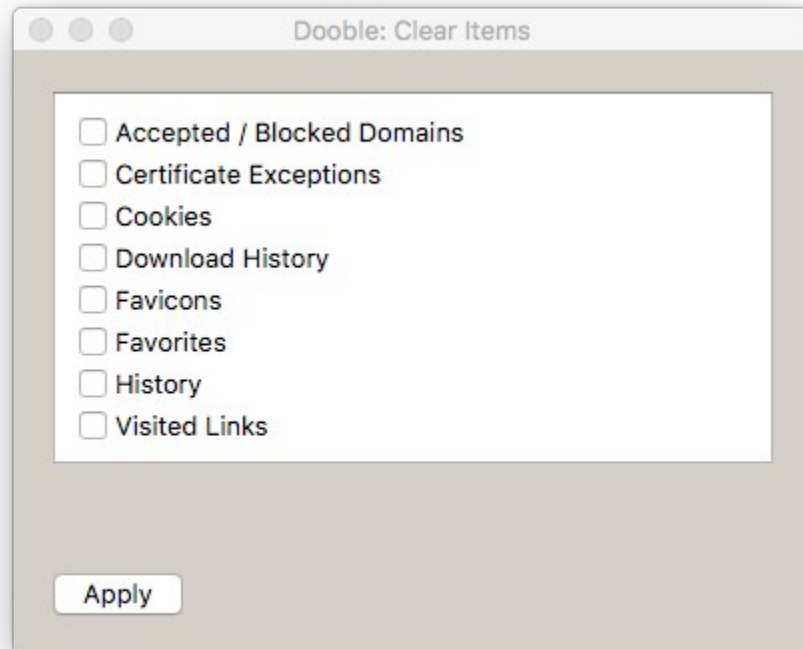 Dooble: Clear Items
Accepted / Blocked Domains
Certificate Exceptions
Cookies
Download History
Favicons
Favorites
History
Visited Links
Apply